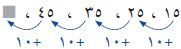 ١٥ ، ٢٥ ، ٣٥ ، ٤٥ ،
١٠+ ١٠+ ١٠+ ١٠+